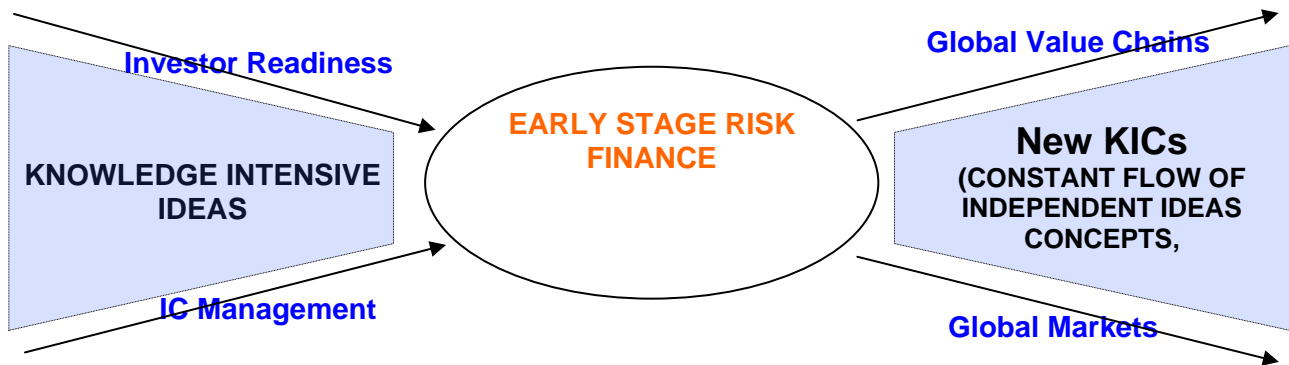 Investor Readiness
KNOWLEDGE INTENSIVE
IDEAS
IC Management
EARLY STAGE RISK
FINANCE
Global Value Chains
New KICs
(CONSTANT FLOW OF
INDEPENDENT IDEAS
CONCEPTS,
Global Markets